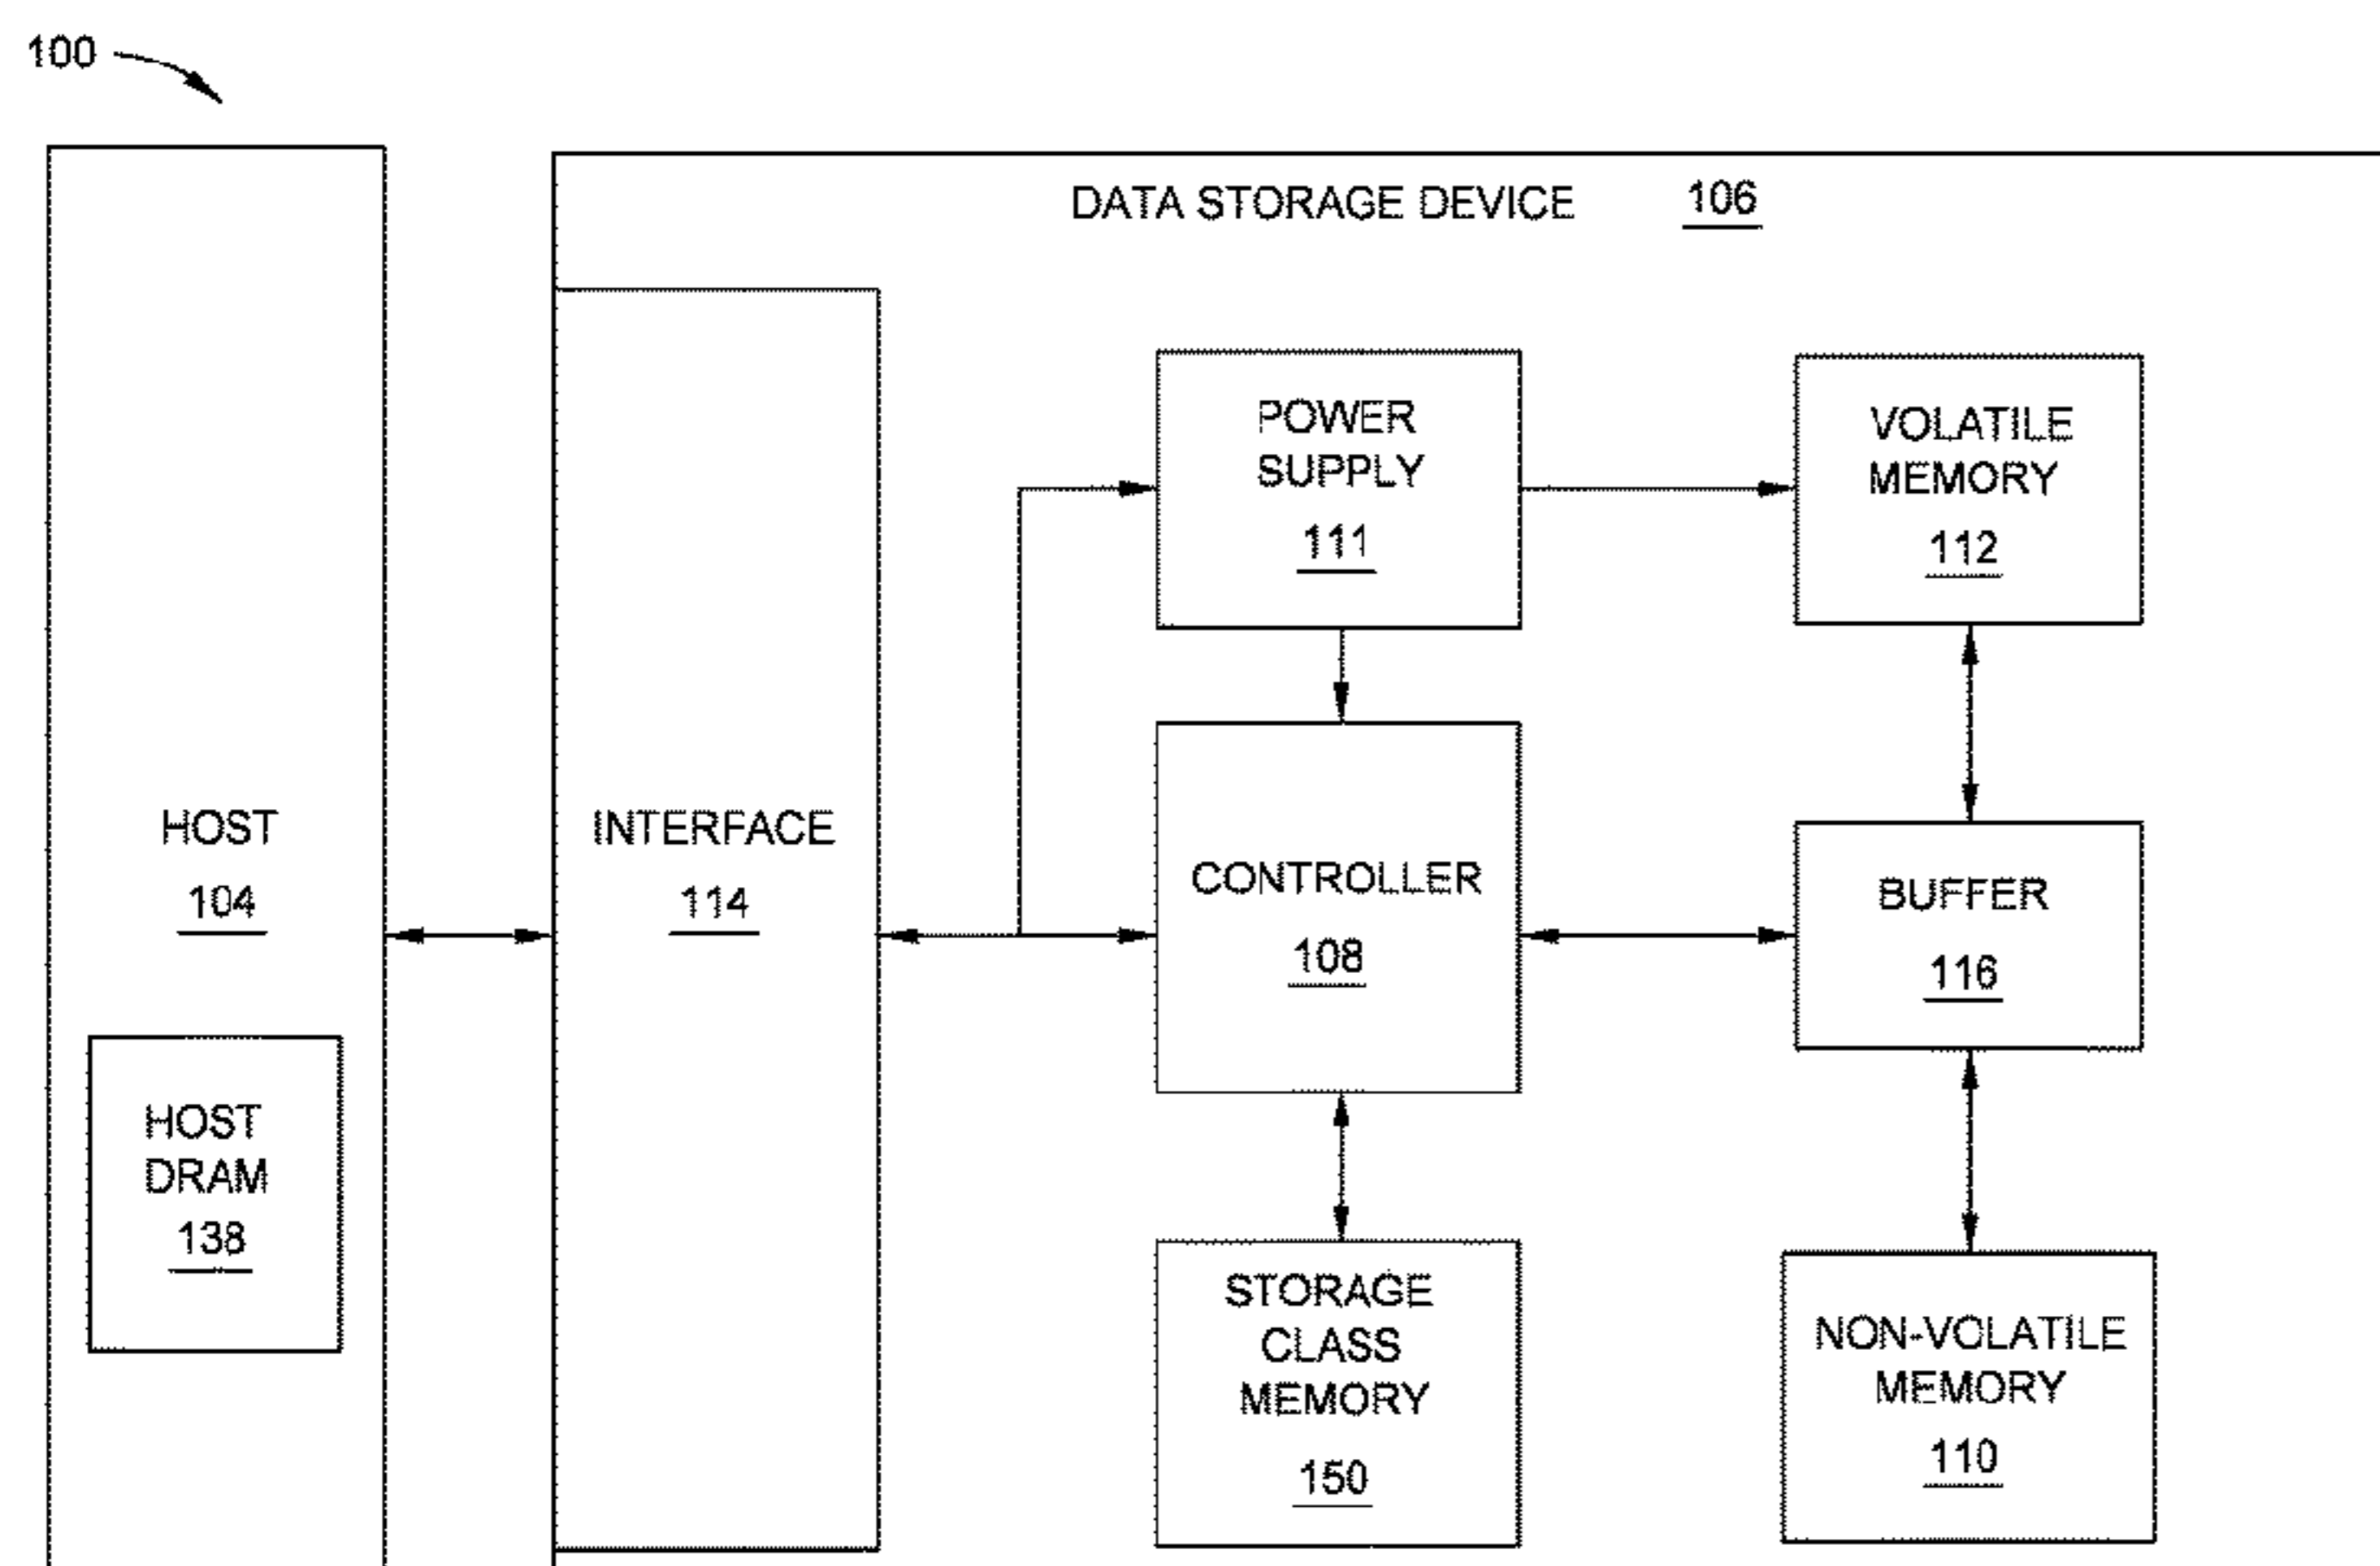 100
DATA STORAGE DEVICE 106
POWER
SUPPLY
111
VOLATILE
MEMORY
112
HOST
104
INTERFACE
114
CONTROLLER
108
BUFFER
116
HOST
DRAM
138
STORAGE
CLASS
MEMORY
150
NON-VOLATILE
MEMORY
110